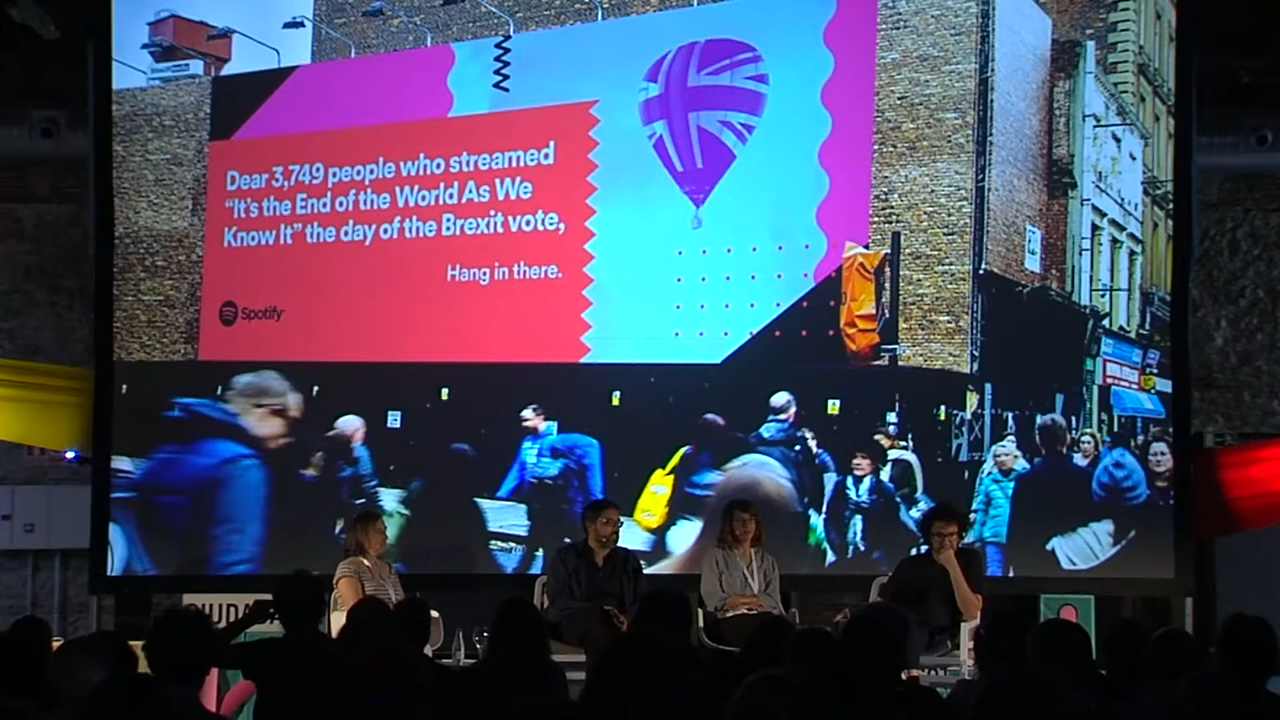 Dear 3,749 people who streamed
“It’s the End of the World As We
Know It” the day of the Brexit vote,
Hang in there.
Spotify